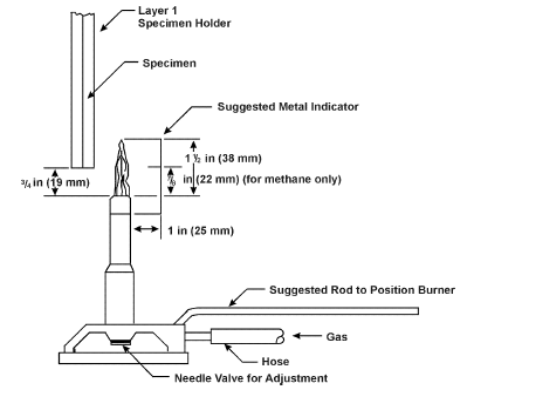 Layer 1
Specimen Holder
Specimen
Suggested Metal Indicator
1 ½ in (38 mm)
¾ in (19 mm)
in (22 mm) (for methane only)
1 in (25 mm)
Suggested Rod to Position Burner
Gas
Hose
Needle Valve for Adjustment